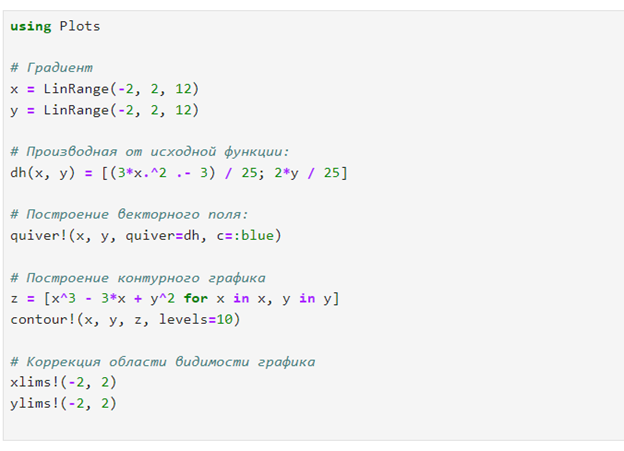 using Plots
# Градиент
x = LinRange(-2, 2, 12)
y = LinRange(-2, 2, 12)
# Производная от исходной функции:
dh(x, y) = [(3*x.^2 .- 3) / 25; 2*y / 25]
# Построение векторного поля:
quiver!(x, y, quiver=dh, c=:blue)
# Построение контурного графика
z = [x^3 - 3*x + y^2 for x in x, y in y]
contour!(x, y, z, levels=10)
# Коррекция области видимости графика
xlims!(-2, 2)
ylims!(-2, 2)